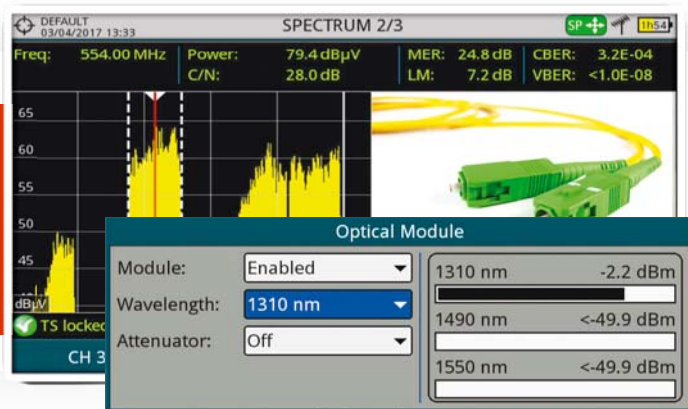 DEFAULT
03/04/2017 13:33
SPECTRUM 2/3
SP
1h54
Freq: 554.00 MHz Power: 79.4 dBµV MER: 24.8 dB CBER: 3.2E-04
C/N: 28.0 dB LM: 7.2 dB VBER: <1.0E-08
65
60
55
50
45
dBµV
TS locked
CH 3
Optical Module
Module: Enabled
Wavelength: 1310 nm
Attenuator: Off
1310 nm -2.2 dBm
1490 nm <-49.9 dBm
1550 nm <-49.9 dBm